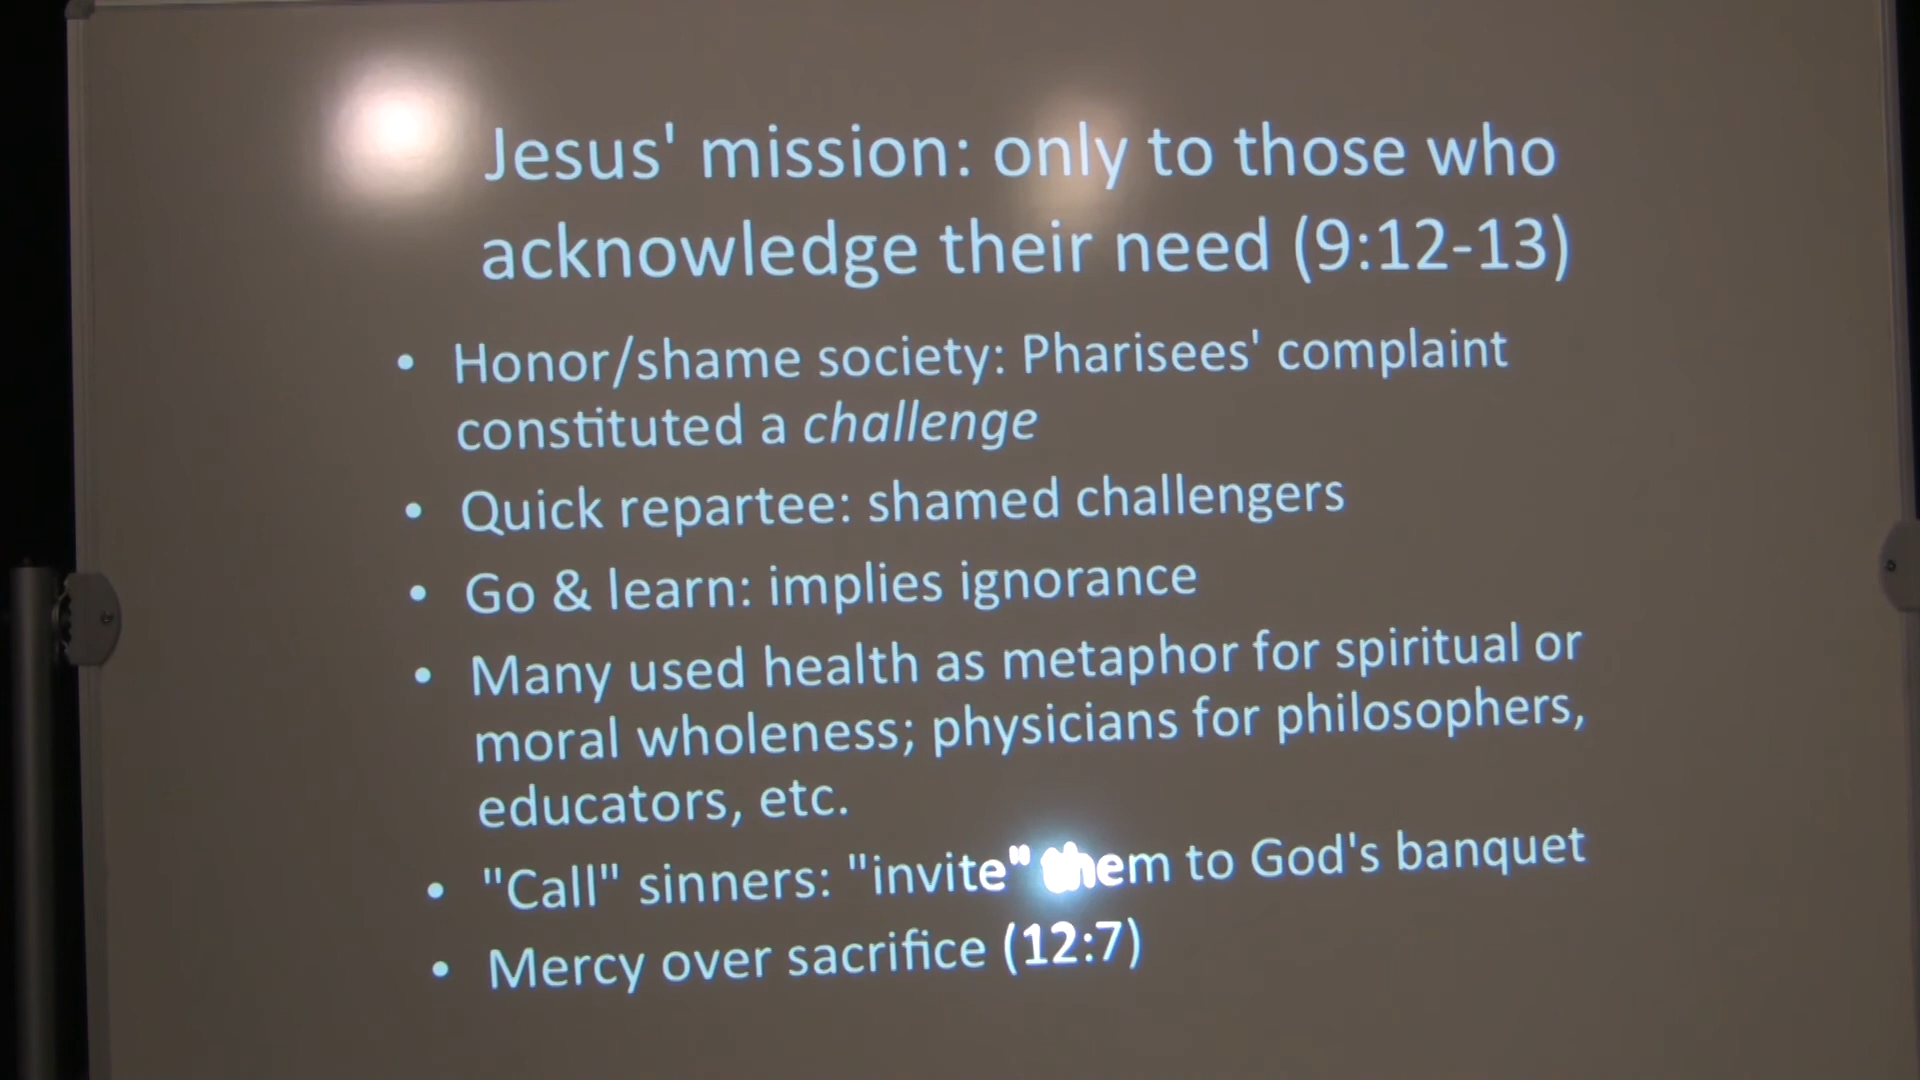 Jesus' mission: only to those who
acknowledge their need (9:12-13)
• Honor/shame society: Pharisees' complaint
constituted a challenge
• Quick repartee: shamed challengers
• Go & learn: implies ignorance
• Many used health as metaphor for spiritual or
moral wholeness; physicians for philosophers,
educators, etc.
• "Call" sinners: "invite" them to God's banquet
• Mercy over sacrifice (12:7)